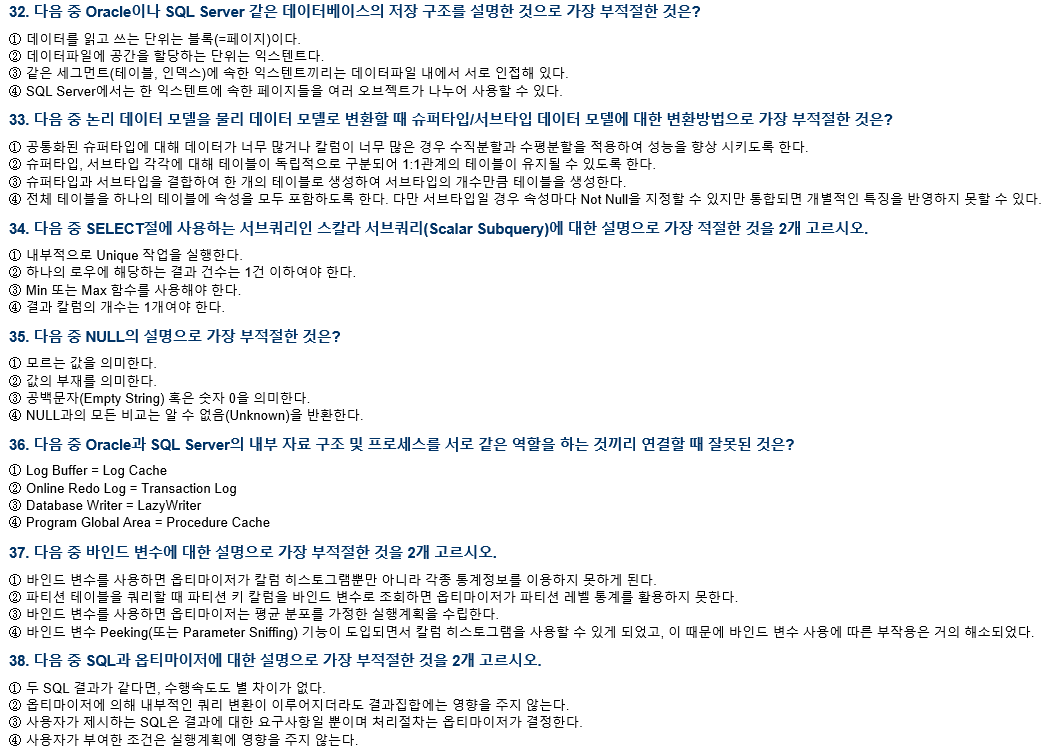 32. 다음 중 Oracle이나 SQL Server 같은 데이터베이스의 저장 구조를 설명한 것으로 가장 부적절한 것은?
① 데이터를 읽고 쓰는 단위는 블록(=페이지)이다.
② 데이터파일에 공간을 할당하는 단위는 익스텐트다.
③ 같은 세그먼트(테이블, 인덱스)에 속한 익스텐트끼리는 데이터파일 내에서 서로 인접해 있다.
④ SQL Server에서는 한 익스텐트에 속한 페이지들을 여러 오브젝트가 나누어 사용할 수 있다.
33. 다음 중 논리 데이터 모델을 물리 데이터 모델로 변환할 때 슈퍼타입/서브타입 데이터 모델에 대한 변환방법으로 가장 부적절한 것은?
① 공통화된 슈퍼타입에 대해 데이터가 너무 많거나 칼럼이 너무 많은 경우 수직분할과 수평분할을 적용하여 성능을 향상 시키도록 한다.
② 슈퍼타입, 서브타입 각각에 대해 테이블이 독립적으로 구분되어 1:1관계의 테이블이 유지될 수 있도록 한다.
③ 슈퍼타입과 서브타입을 결합하여 한 개의 테이블로 생성하여 서브타입의 개수만큼 테이블을 생성한다.
④ 전체 테이블을 하나의 테이블에 속성을 모두 포함하도록 한다. 다만 서브타입일 경우 속성마다 Not Null을 지정할 수 있지만 통합되면 개별적인 특징을 반영하지 못할 수 있다.
34. 다음 중 SELECT절에 사용하는 서브쿼리인 스칼라 서브쿼리(Scalar Subquery)에 대한 설명으로 가장 적절한 것을 2개 고르시오.
① 내부적으로 Unique 작업을 실행한다.
② 하나의 로우에 해당하는 결과 건수는 1건 이하여야 한다.
③ Min 또는 Max 함수를 사용해야 한다.
④ 결과 칼럼의 개수는 1개여야 한다.
35. 다음 중 NULL의 설명으로 가장 부적절한 것은?
① 모르는 값을 의미한다.
② 값의 부재를 의미한다.
③ 공백문자(Empty String) 혹은 숫자 0을 의미한다.
④ NULL과의 모든 비교는 알 수 없음(Unknown)을 반환한다.
36. 다음 중 Oracle과 SQL Server의 내부 자료 구조 및 프로세스를 서로 같은 역할을 하는 것끼리 연결할 때 잘못된 것은?
① Log Buffer = Log Cache
② Online Redo Log = Transaction Log
③ Database Writer = LazyWriter
④ Program Global Area = Procedure Cache
37. 다음 중 바인드 변수에 대한 설명으로 가장 부적절한 것을 2개 고르시오.
① 바인드 변수를 사용하면 옵티마이저가 칼럼 히스토그램뿐만 아니라 각종 통계정보를 이용하지 못하게 된다.
② 파티션 테이블을 쿼리할 때 파티션 키 칼럼을 바인드 변수로 조회하면 옵티마이저가 파티션 레벨 통계를 활용하지 못한다.
③ 바인드 변수를 사용하면 옵티마이저는 평균 분포를 가정한 실행계획을 수립한다.
④ 바인드 변수 Peeking(또는 Parameter Sniffing) 기능이 도입되면서 칼럼 히스토그램을 사용할 수 있게 되었고, 이 때문에 바인드 변수 사용에 따른 부작용은 거의 해소되었다.
38. 다음 중 SQL과 옵티마이저에 대한 설명으로 가장 부적절한 것을 2개 고르시오.
① 두 SQL 결과가 같다면, 수행속도도 별 차이가 없다.
② 옵티마이저에 의해 내부적인 쿼리 변환이 이루어지더라도 결과집합에는 영향을 주지 않는다.
③ 사용자가 제시하는 SQL은 결과에 대한 요구사항일 뿐이며 처리절차는 옵티마이저가 결정한다.
④ 사용자가 부여한 조건은 실행계획에 영향을 주지 않는다.